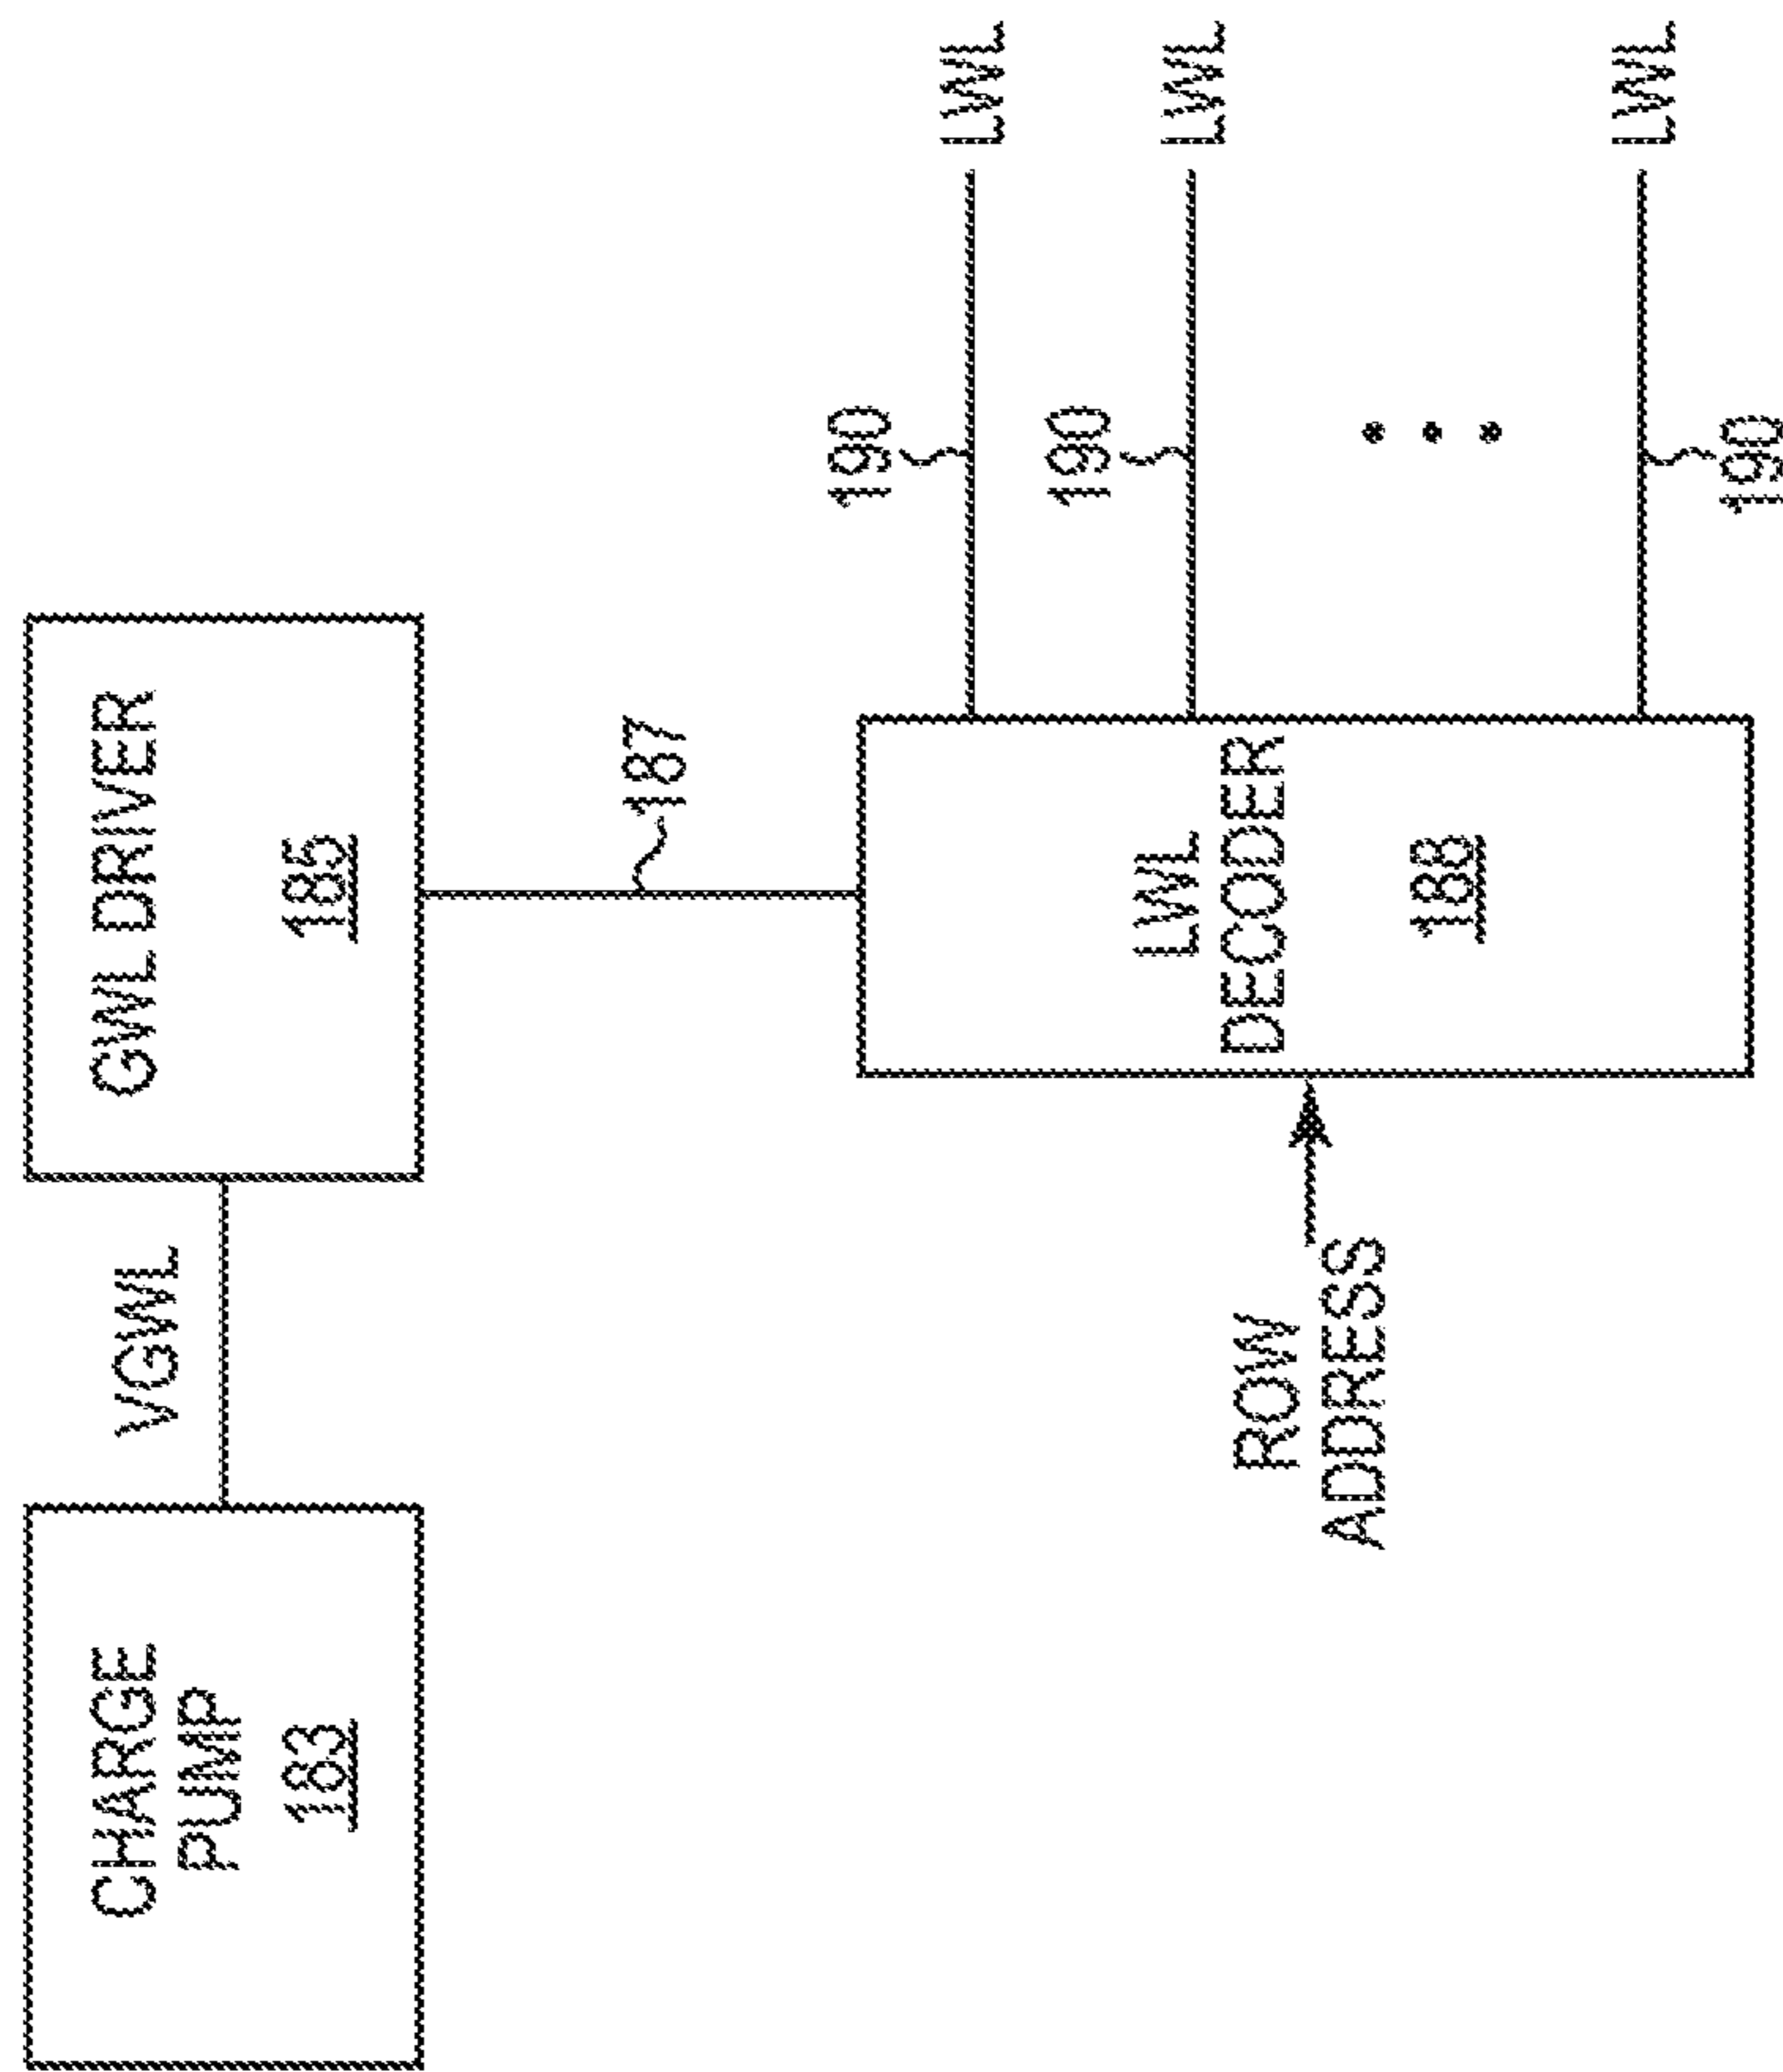 CHARGE
PUMP
183
VGWL
GWL DRIVER
185
187
ROW
ADDRESS
LWL
DECODER
188
190
LWL
190
LWL
190
LWL